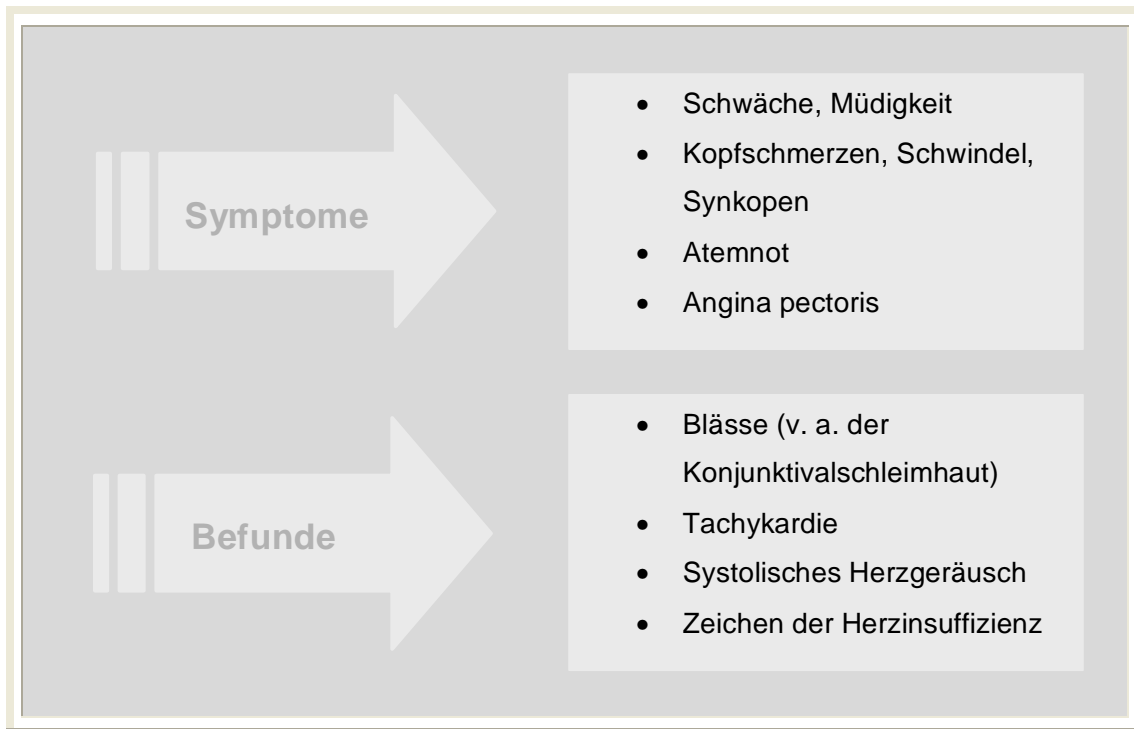 Symptome
• Schwäche, Müdigkeit
• Kopfschmerzen, Schwindel,
Synkopen
• Atemnot
• Angina pectoris
Befunde
• Blässe (v. a. der
Konjunktivalschleimhaut)
• Tachykardie
• Systolisches Herzgeräusch
• Zeichen der Herzinsuffizienz